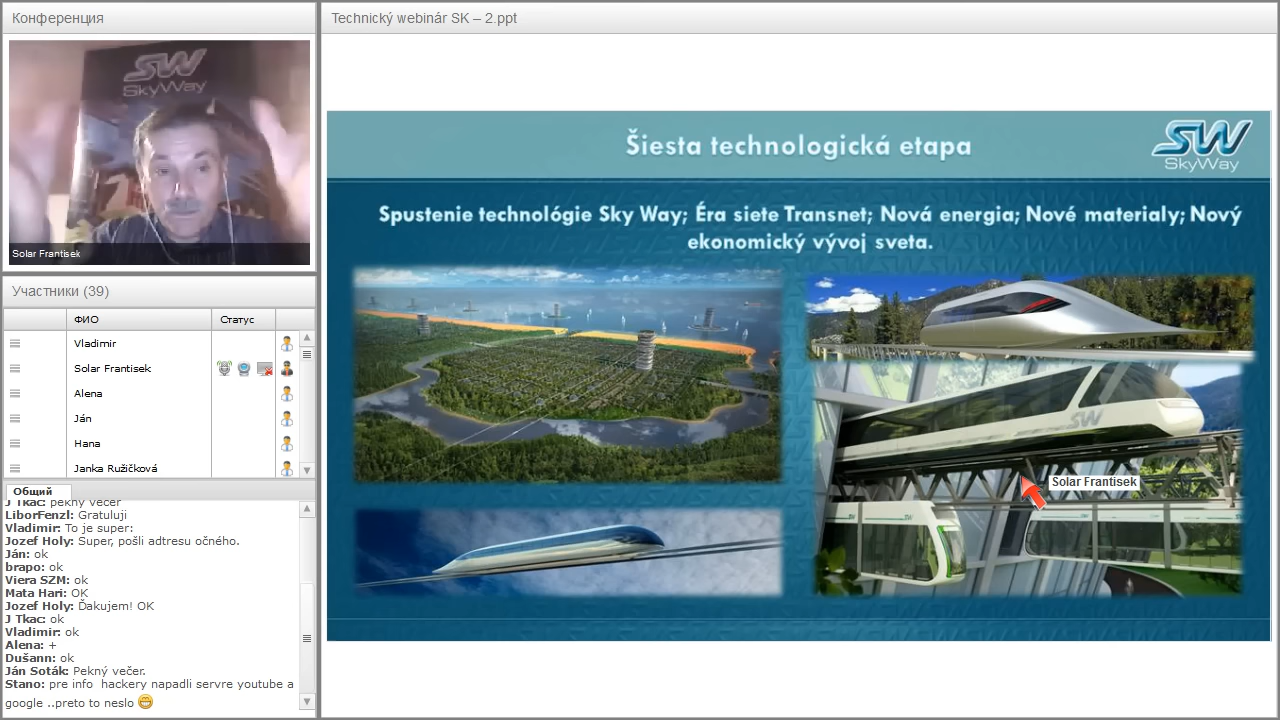 Конференция
SW
SkyWay
Solar Frantisek
Участники (39)
ФИО
Статус
Vladimir
Solar Frantisek
Alena
Ján
Hana
Janka Ružičková
Общий
J Tkac: pekný večer
LiborFenzl: Gratuluji
Vladimir: To je super:
Jozef Holy: Super, pošli adtresu očného.
Ján: ok
brapo: ok
Viera SZM: ok
Mata Hari: OK
Jozef Holy: Ďakujem! OK
J Tkac: ok
Vladimir: ok
Alena: +
Dušann: ok
Ján Soták: Pekný večer.
Stano: pre info hackery napadli servre youtube a
google ..preto to neslo
Technický webinár SK – 2.ppt
Šiesta technologická etapa
SW
SkyWay
Spustenie technológie Sky Way; Éra siete Transnet; Nová energia; Nové materialy; Nový
ekonomický vývoj sveta.
SW
Solar Frantisek